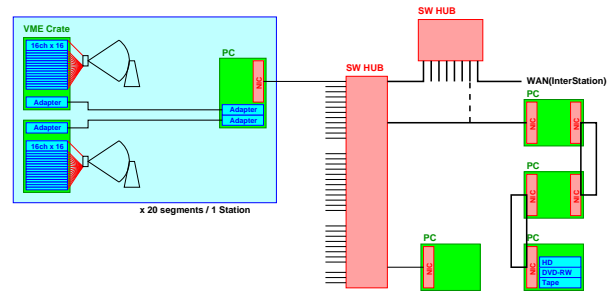 SW HUB
VME Crate
16ch x 16
PC
NIC
Adapter
Adapter
Adapter
Adapter
16ch x 16
x 20 segments / 1 Station
SW HUB
WAN(InterStation)
PC
NIC
NIC
PC
NIC
NIC
PC
NIC
PC
NIC
HD
DVD-RW
Tape